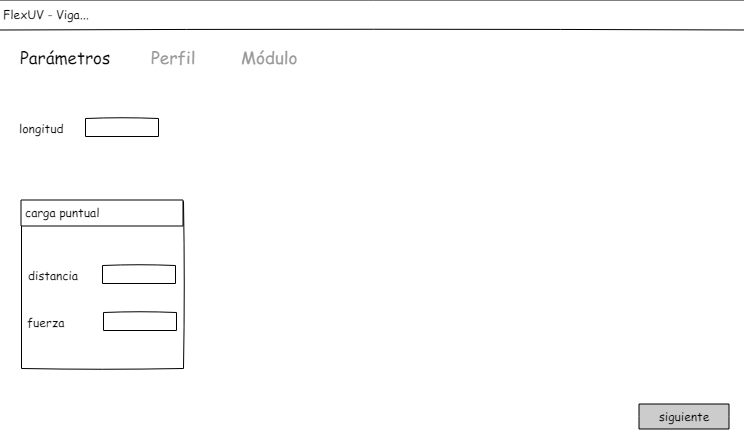 FlexUV - Viga...
Parámetros Perfil Módulo
longitud
carga puntual
distancia
fuerza
siguiente